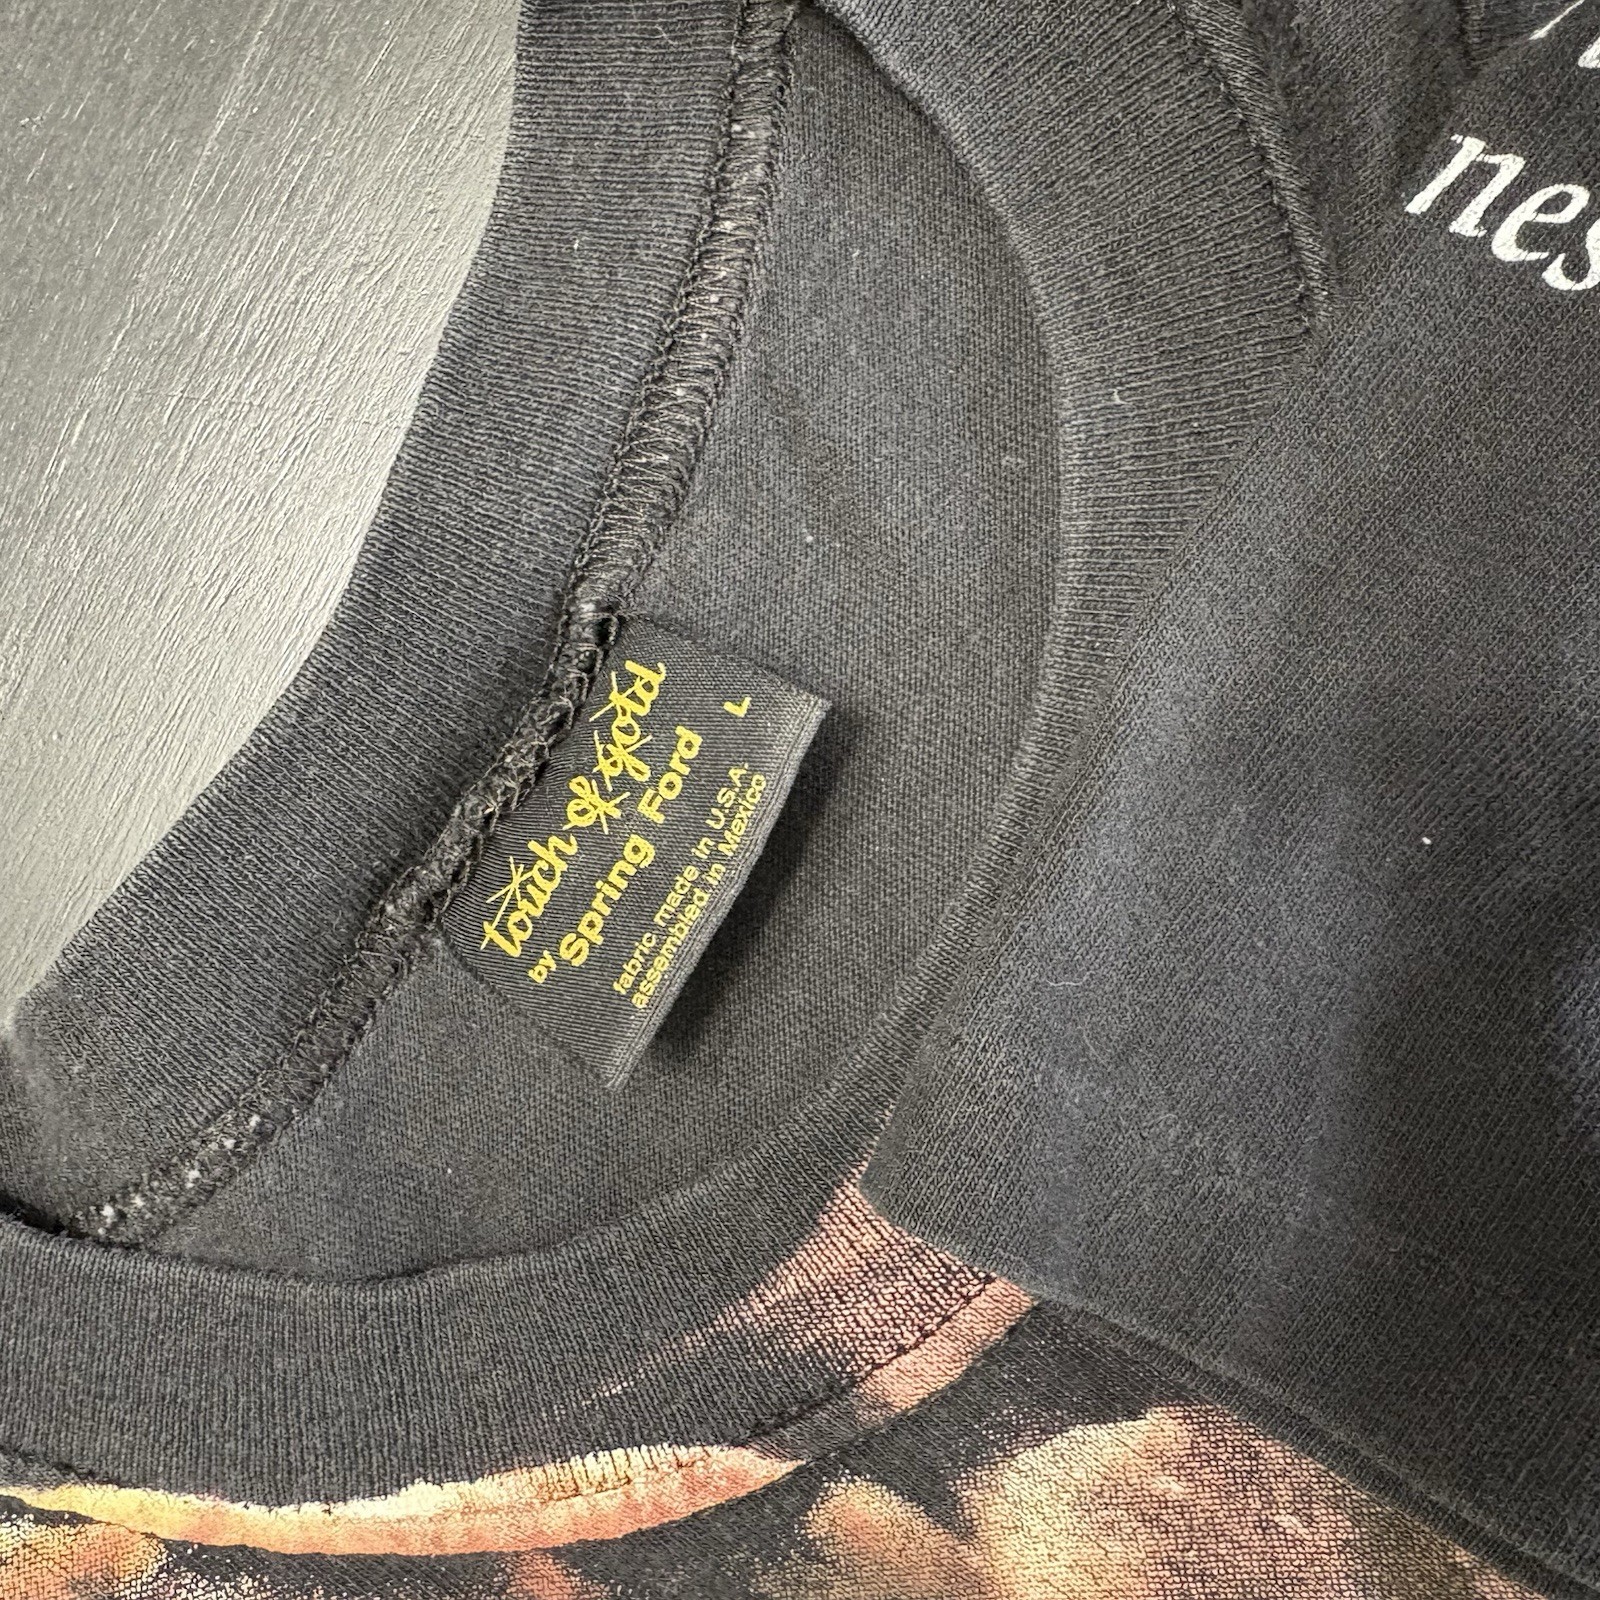 touch of gold
by Spring Ford
L
fabric made in U.S.A.
assembled in Mexico
nes